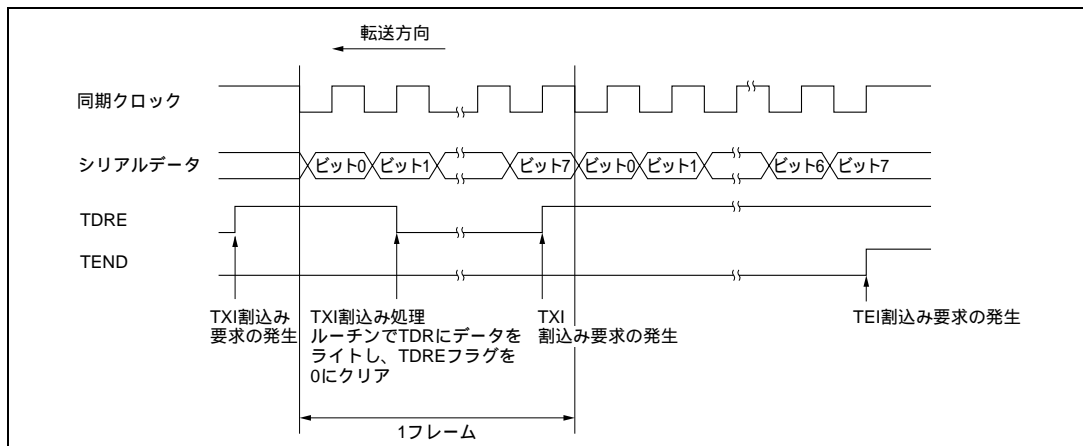 転送方向
同期クロック
シリアルデータ
ビット0
ビット1
ビット7
ビット0
ビット1
ビット6
ビット7
TDRE
TEND
TXI割込み
要求の発生
TXI割込み処理
ルーチンでTDRにデータを
ライトし、TDREフラグを
0にクリア
TXI
割込み要求の発生
TEI割込み要求の発生
1フレーム